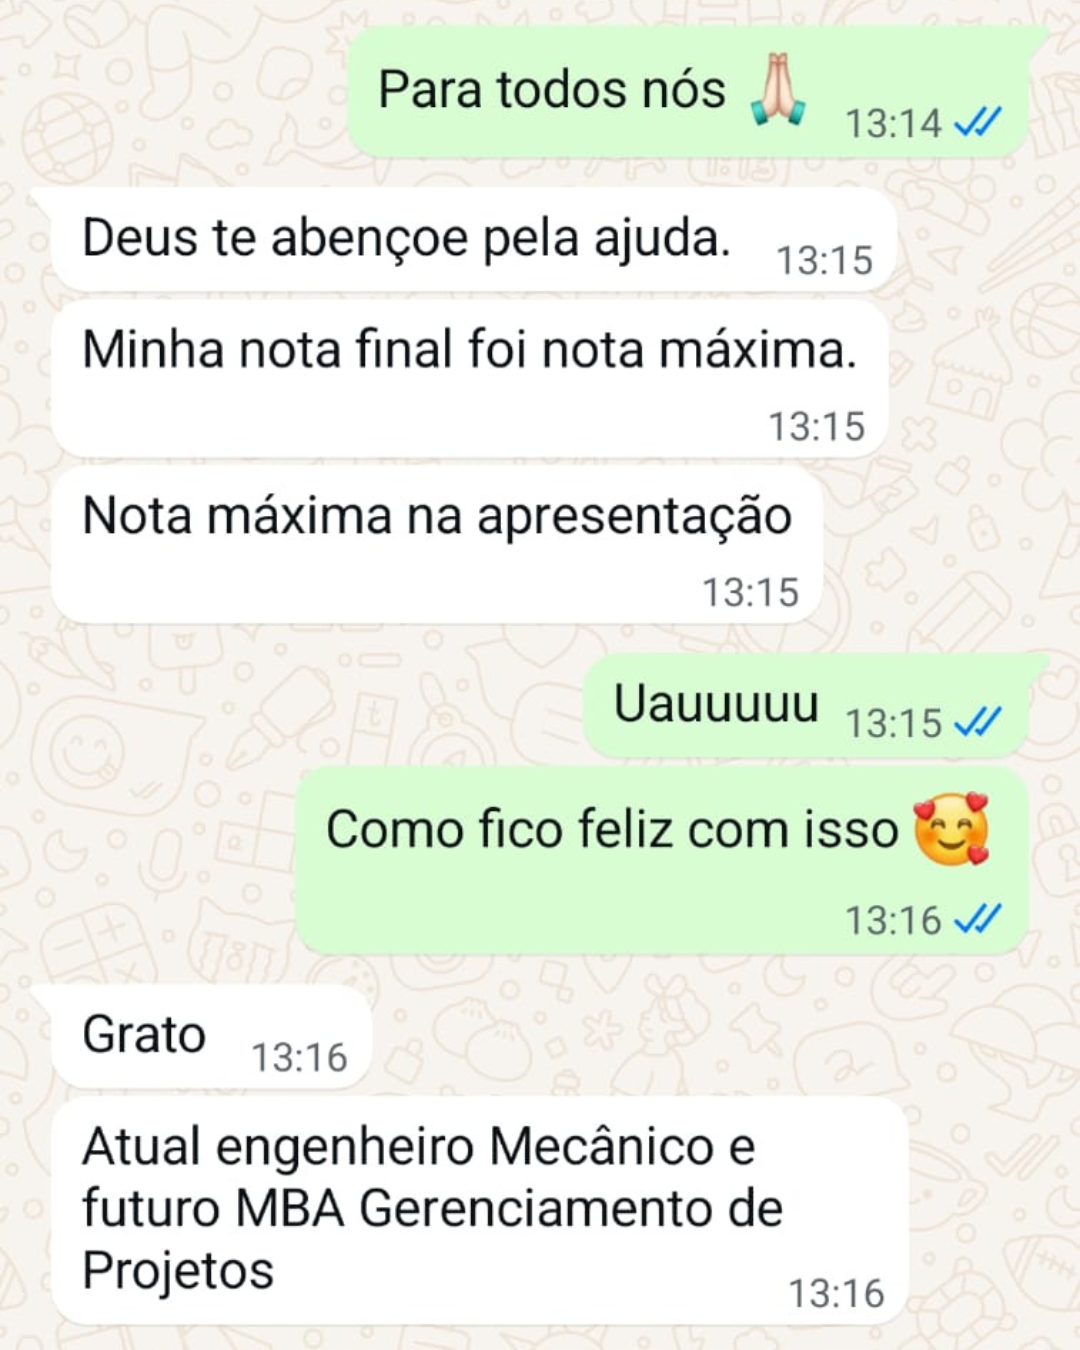 Para todos nós 🙏
13:14
Deus te abençoe pela ajuda.
13:15
Minha nota final foi nota máxima.
13:15
Nota máxima na apresentação
13:15
Uauuuuu
13:15
Como fico feliz com isso 🥰
13:16
Grato
13:16
Atual engenheiro Mecânico e
futuro MBA Gerenciamento de
Projetos
13:16